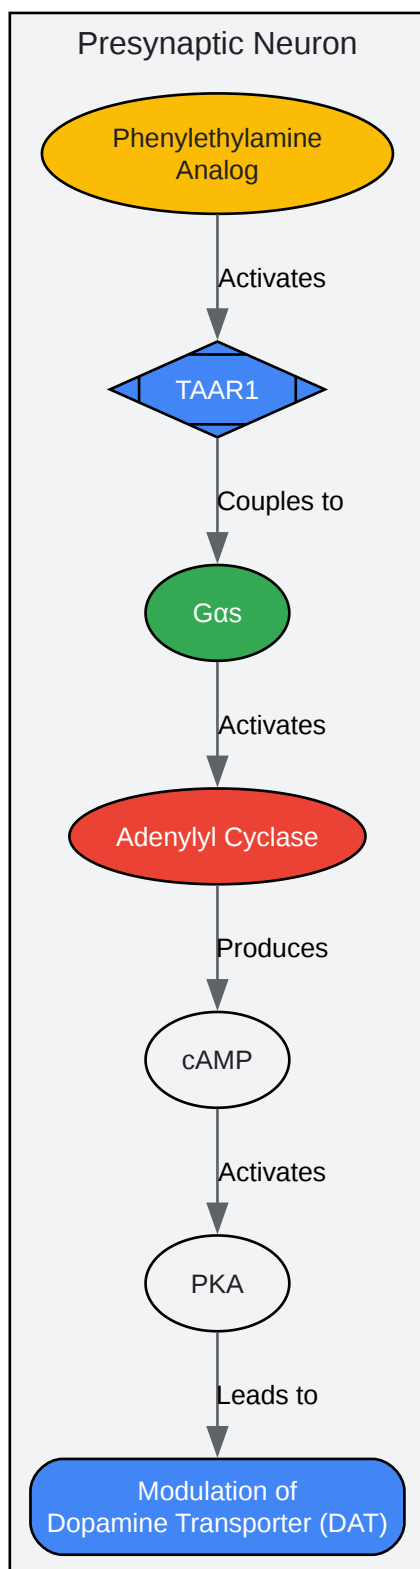 Presynaptic Neuron
Phenylethylamine
Analog
Activates
TAAR1
Couples to
Gαs
Activates
Adenylyl Cyclase
Produces
cAMP
Activates
PKA
Leads to
Modulation of
Dopamine Transporter (DAT)